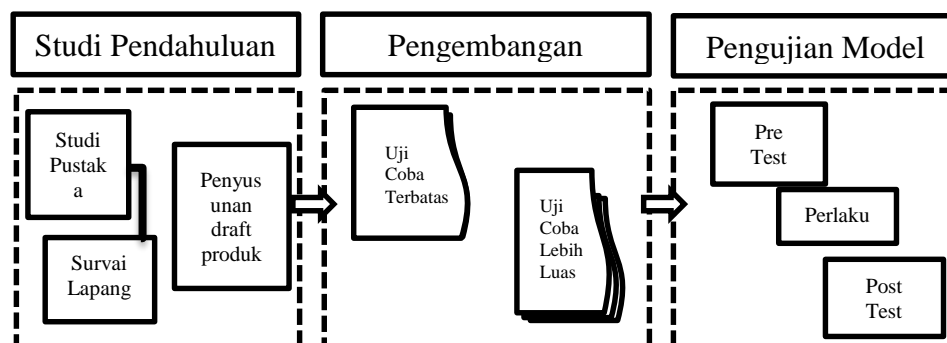 Studi Pendahuluan
Pengembangan
Pengujian Model
Studi
Pustak
a
Survai
Lapang
Penyus
unan
draft
produk
Uji
Coba
Terbatas
Uji
Coba
Lebih
Luas
Pre
Test
Perlaku
Post
Test